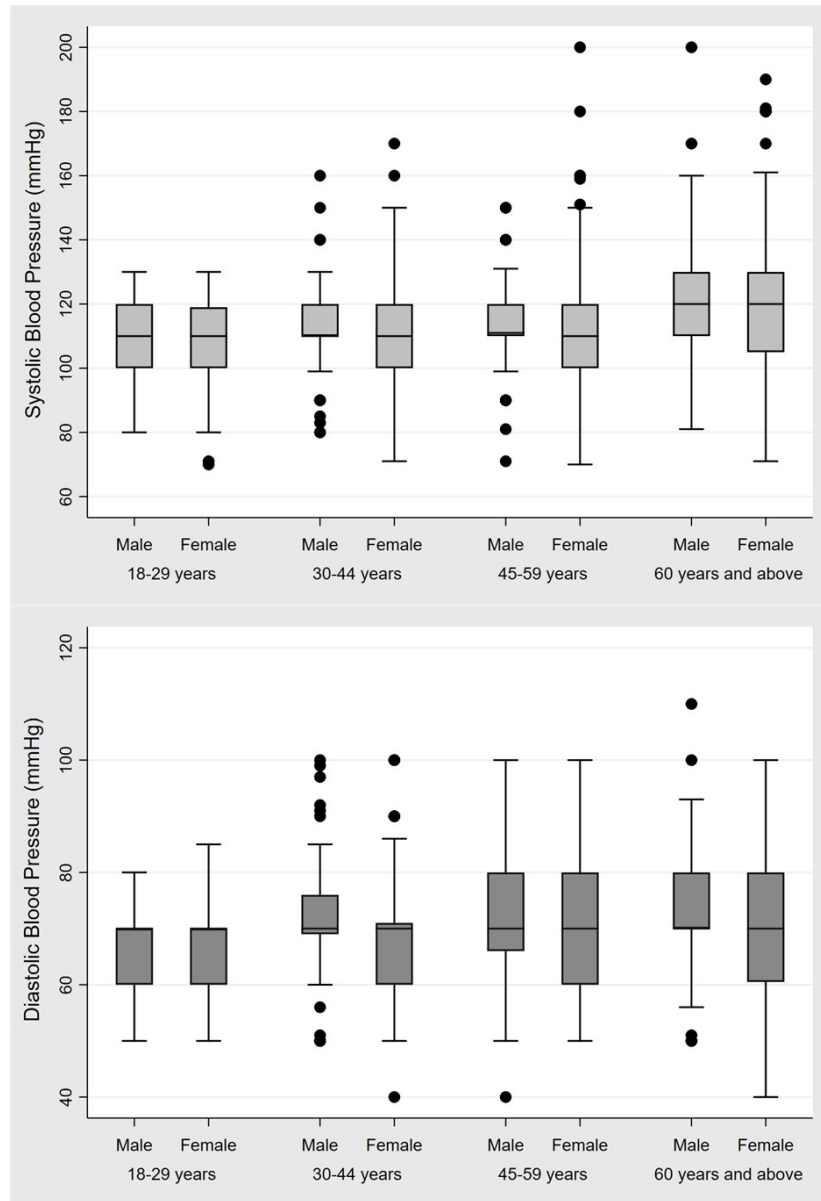 Systolic Blood Pressure (mmHg)
200
180
160
140
120
100
80
60
Male Female Male Female Male Female Male Female
18-29 years 30-44 years 45-59 years 60 years and above
Diastolic Blood Pressure (mmHg)
120
100
80
60
40
Male Female Male Female Male Female Male Female
18-29 years 30-44 years 45-59 years 60 years and above